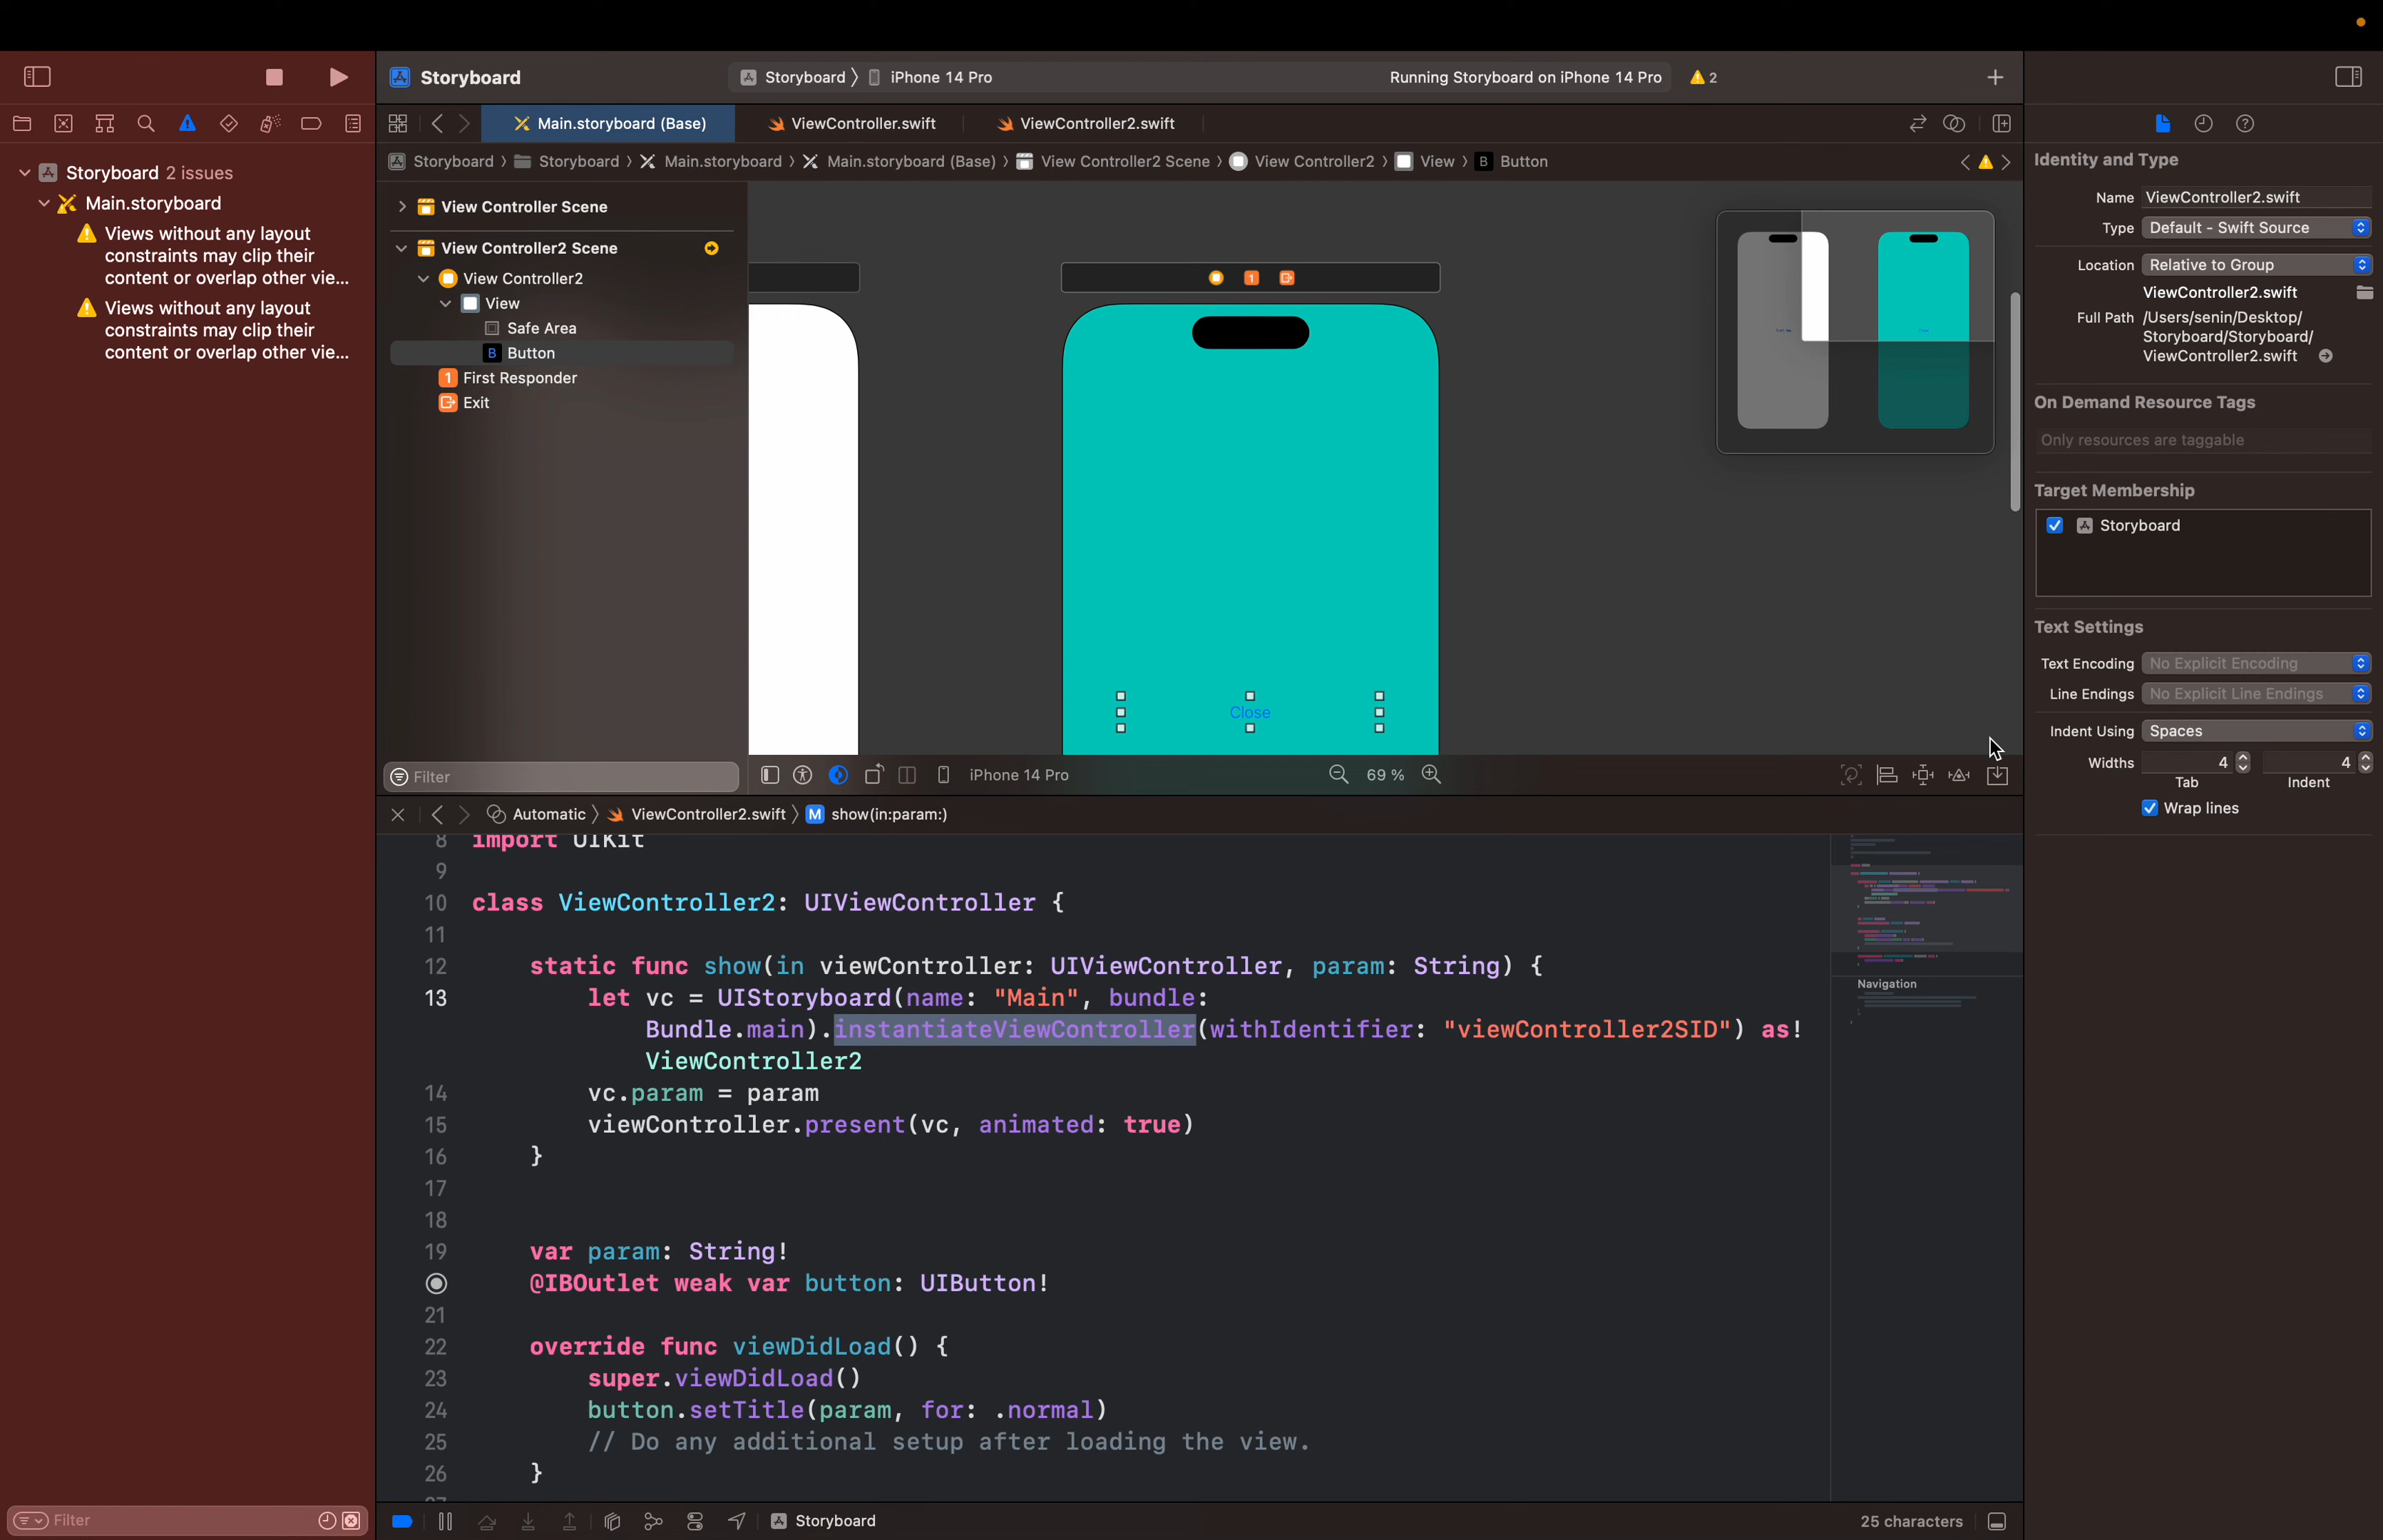 Storyboard
Storyboard 〉 iPhone 14 Pro
Running Storyboard on iPhone 14 Pro
2
Main.storyboard (Base)
ViewController.swift
ViewController2.swift
Storyboard 〉 Storyboard 〉 Main.storyboard 〉 Main.storyboard (Base) 〉 View Controller2 Scene 〉 View Controller2 〉 View 〉 B Button
Storyboard 2 issues
Main.storyboard
Views without any layout
constraints may clip their
content or overlap other vie...
Views without any layout
constraints may clip their
content or overlap other vie...
Filter
View Controller Scene
View Controller2 Scene
View Controller2
View
Safe Area
B Button
1 First Responder
Exit
Filter
1
Close
iPhone 14 Pro
69 %
Automatic 〉 ViewController2.swift 〉 M show(in:param:)
8 import UIKit
9
10 class ViewController2: UIViewController {
11
12 static func show(in viewController: UIViewController, param: String) {
13 let vc = UIStoryboard(name: "Main", bundle:
Bundle.main).instantiateViewController(withIdentifier: "viewController2SID") as!
ViewController2
14 vc.param = param
15 viewController.present(vc, animated: true)
16 }
17
18
19 var param: String!
@IBOutlet weak var button: UIButton!
21
22 override func viewDidLoad() {
23 super.viewDidLoad()
24 button.setTitle(param, for: .normal)
25 // Do any additional setup after loading the view.
26 }
Navigation
Storyboard
25 characters
Identity and Type
Name ViewController2.swift
Type Default - Swift Source
Location Relative to Group
ViewController2.swift
Full Path /Users/senin/Desktop/
Storyboard/Storyboard/
ViewController2.swift
On Demand Resource Tags
Only resources are taggable
Target Membership
Storyboard
Text Settings
Text Encoding No Explicit Encoding
Line Endings No Explicit Line Endings
Indent Using Spaces
Widths 4 4
Tab Indent
Wrap lines